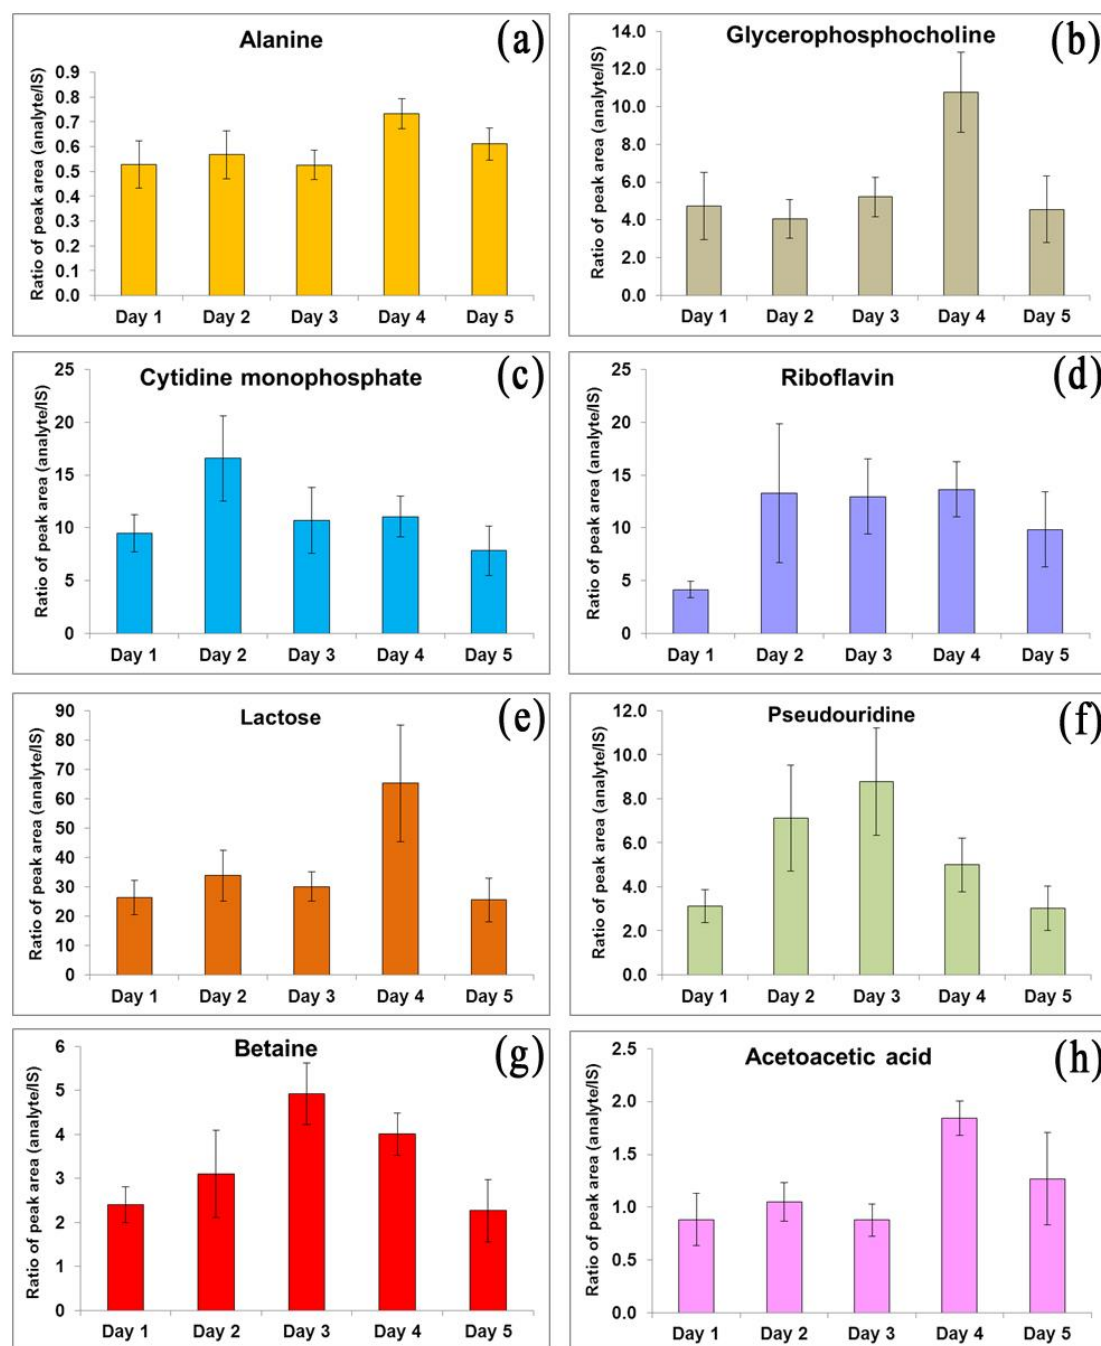 Alanine (a)
Ratio of peak area (analyte/IS)
0.9
0.8
0.7
0.6
0.5
0.4
0.3
0.2
0.1
0.0
Day 1 Day 2 Day 3 Day 4 Day 5
Glycerophosphocholine (b)
Ratio of peak area (analyte/IS)
14.0
12.0
10.0
8.0
6.0
4.0
2.0
0.0
Day 1 Day 2 Day 3 Day 4 Day 5
Cytidine monophosphate (c)
Ratio of peak area (analyte/IS)
25
20
15
10
5
0
Day 1 Day 2 Day 3 Day 4 Day 5
Riboflavin (d)
Ratio of peak area (analyte/IS)
25
20
15
10
5
0
Day 1 Day 2 Day 3 Day 4 Day 5
Lactose (e)
Ratio of peak area (analyte/IS)
90
80
70
60
50
40
30
20
10
0
Day 1 Day 2 Day 3 Day 4 Day 5
Pseudouridine (f)
Ratio of peak area (analyte/IS)
12.0
10.0
8.0
6.0
4.0
2.0
0.0
Day 1 Day 2 Day 3 Day 4 Day 5
Betaine (g)
Ratio of peak area (analyte/IS)
6
5
4
3
2
1
0
Day 1 Day 2 Day 3 Day 4 Day 5
Acetoacetic acid (h)
Ratio of peak area (analyte/IS)
2.5
2.0
1.5
1.0
0.5
0.0
Day 1 Day 2 Day 3 Day 4 Day 5